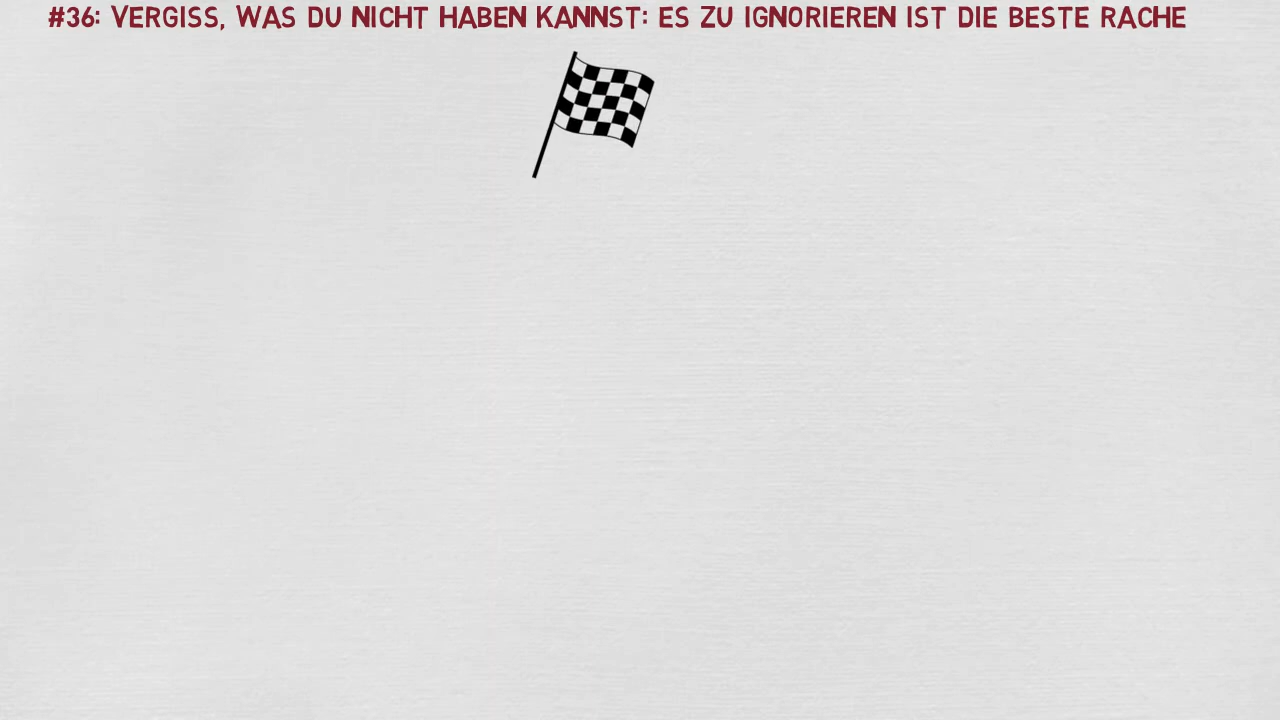 #36: VERGISS, WAS DU NICHT HABEN KANNST: ES ZU IGNORIEREN IST DIE BESTE RACHE